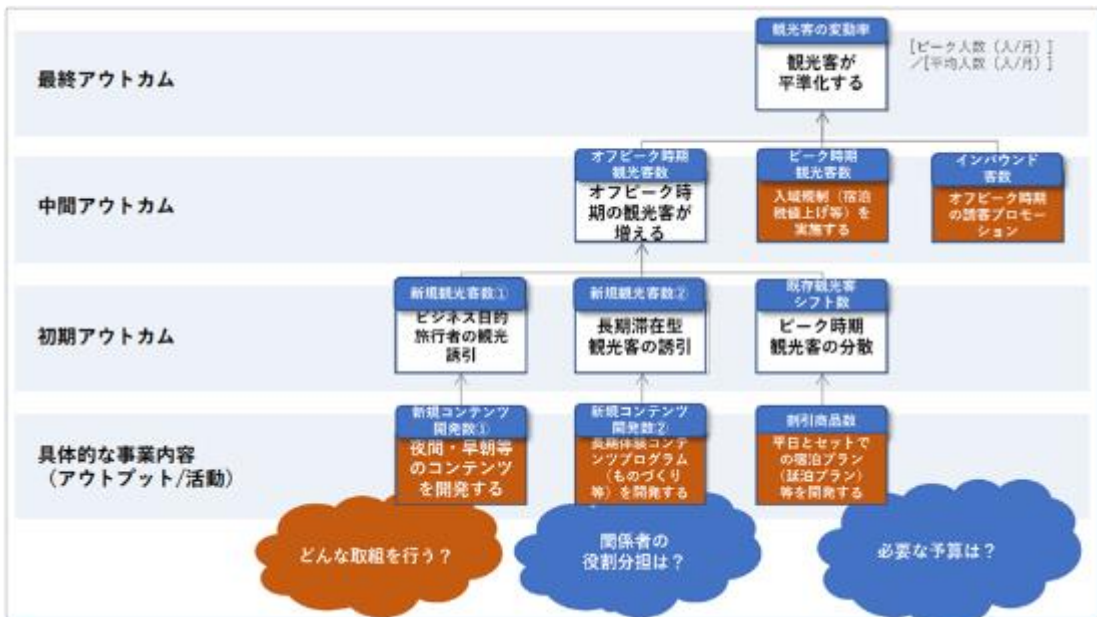 観光客の変動率
観光客が
平準化する
[ピーク人数（人/月）]
／[平均人数（人/月）]
最終アウトカム
オフピーク時期
観光客数
オフピーク時
期の観光客が
増える
ピーク時期
観光客数
入域規制（宿泊
税値上げ等）を
実施する
インバウンド
客数
オフピーク時期
の誘客プロモー
ション
中間アウトカム
新規観光客数①
ビジネス目的
旅行者の観光
誘引
新規観光客数②
長期滞在型
観光客の誘引
既存観光客
シフト数
ピーク時期
観光客の分散
初期アウトカム
新規コンテンツ
開発数①
夜間・早朝等
のコンテンツ
を開発する
新規コンテンツ
開発数②
長期体験コンテ
ンツプログラム
（ものづくり
等）を開発する
割引商品数
平日とセットで
の宿泊プラン
（延泊プラン）
等を開発する
具体的な事業内容
（アウトプット/活動）
どんな取組を行う？
関係者の
役割分担は？
必要な予算は？